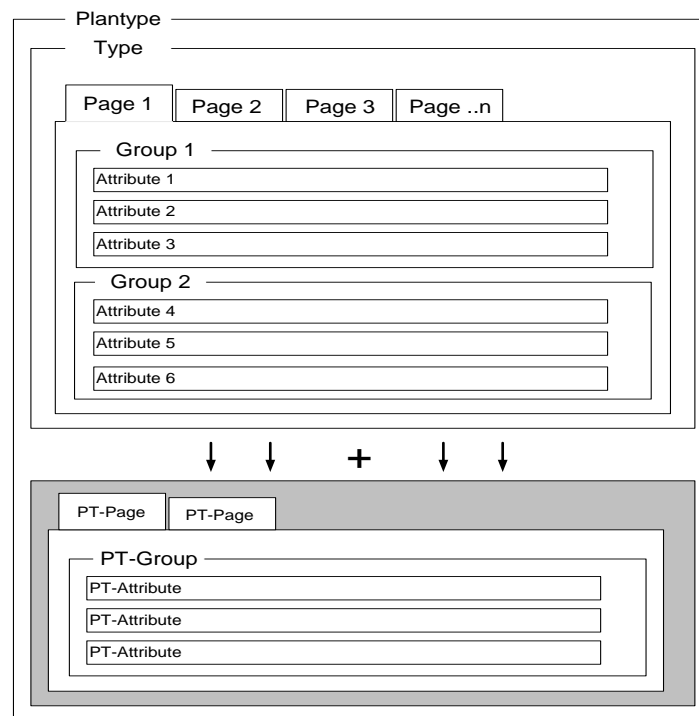 Plantype
Type
Page 1 Page 2 Page 3 Page ..n
Group 1
Attribute 1
Attribute 2
Attribute 3
Group 2
Attribute 4
Attribute 5
Attribute 6
+
PT-Page PT-Page
PT-Group
PT-Attribute
PT-Attribute
PT-Attribute